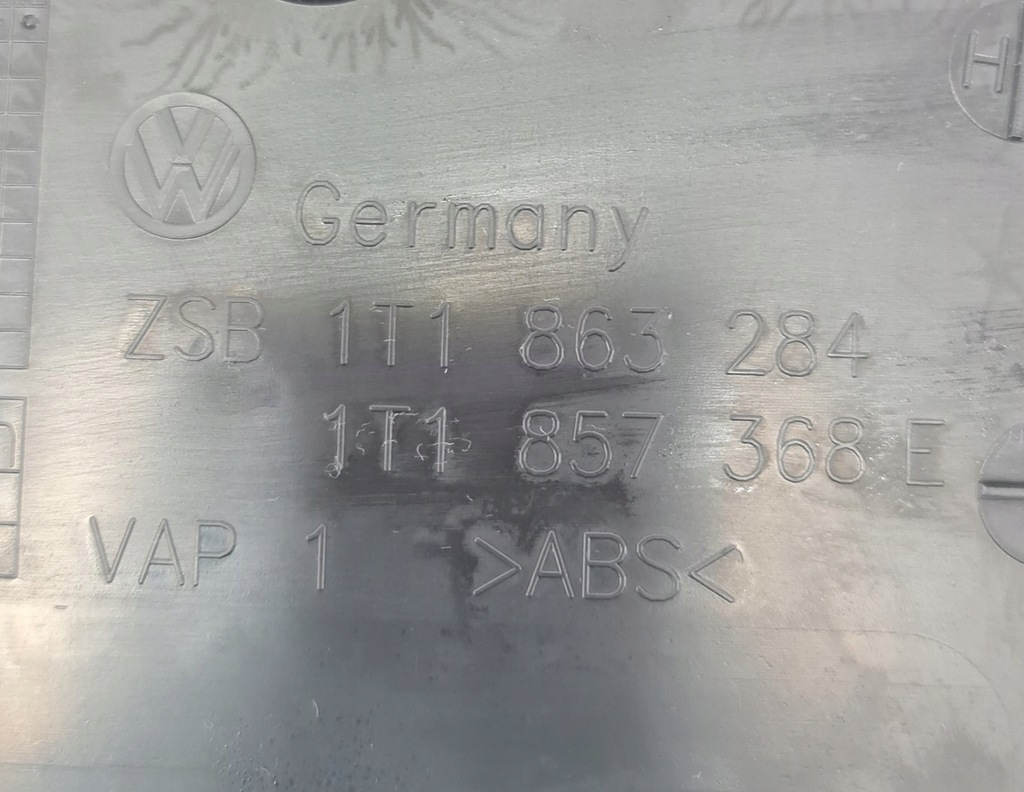 H
Germany
ZSB 1T1 863 284
1T1 857 368 E
VAP 1 >ABS<